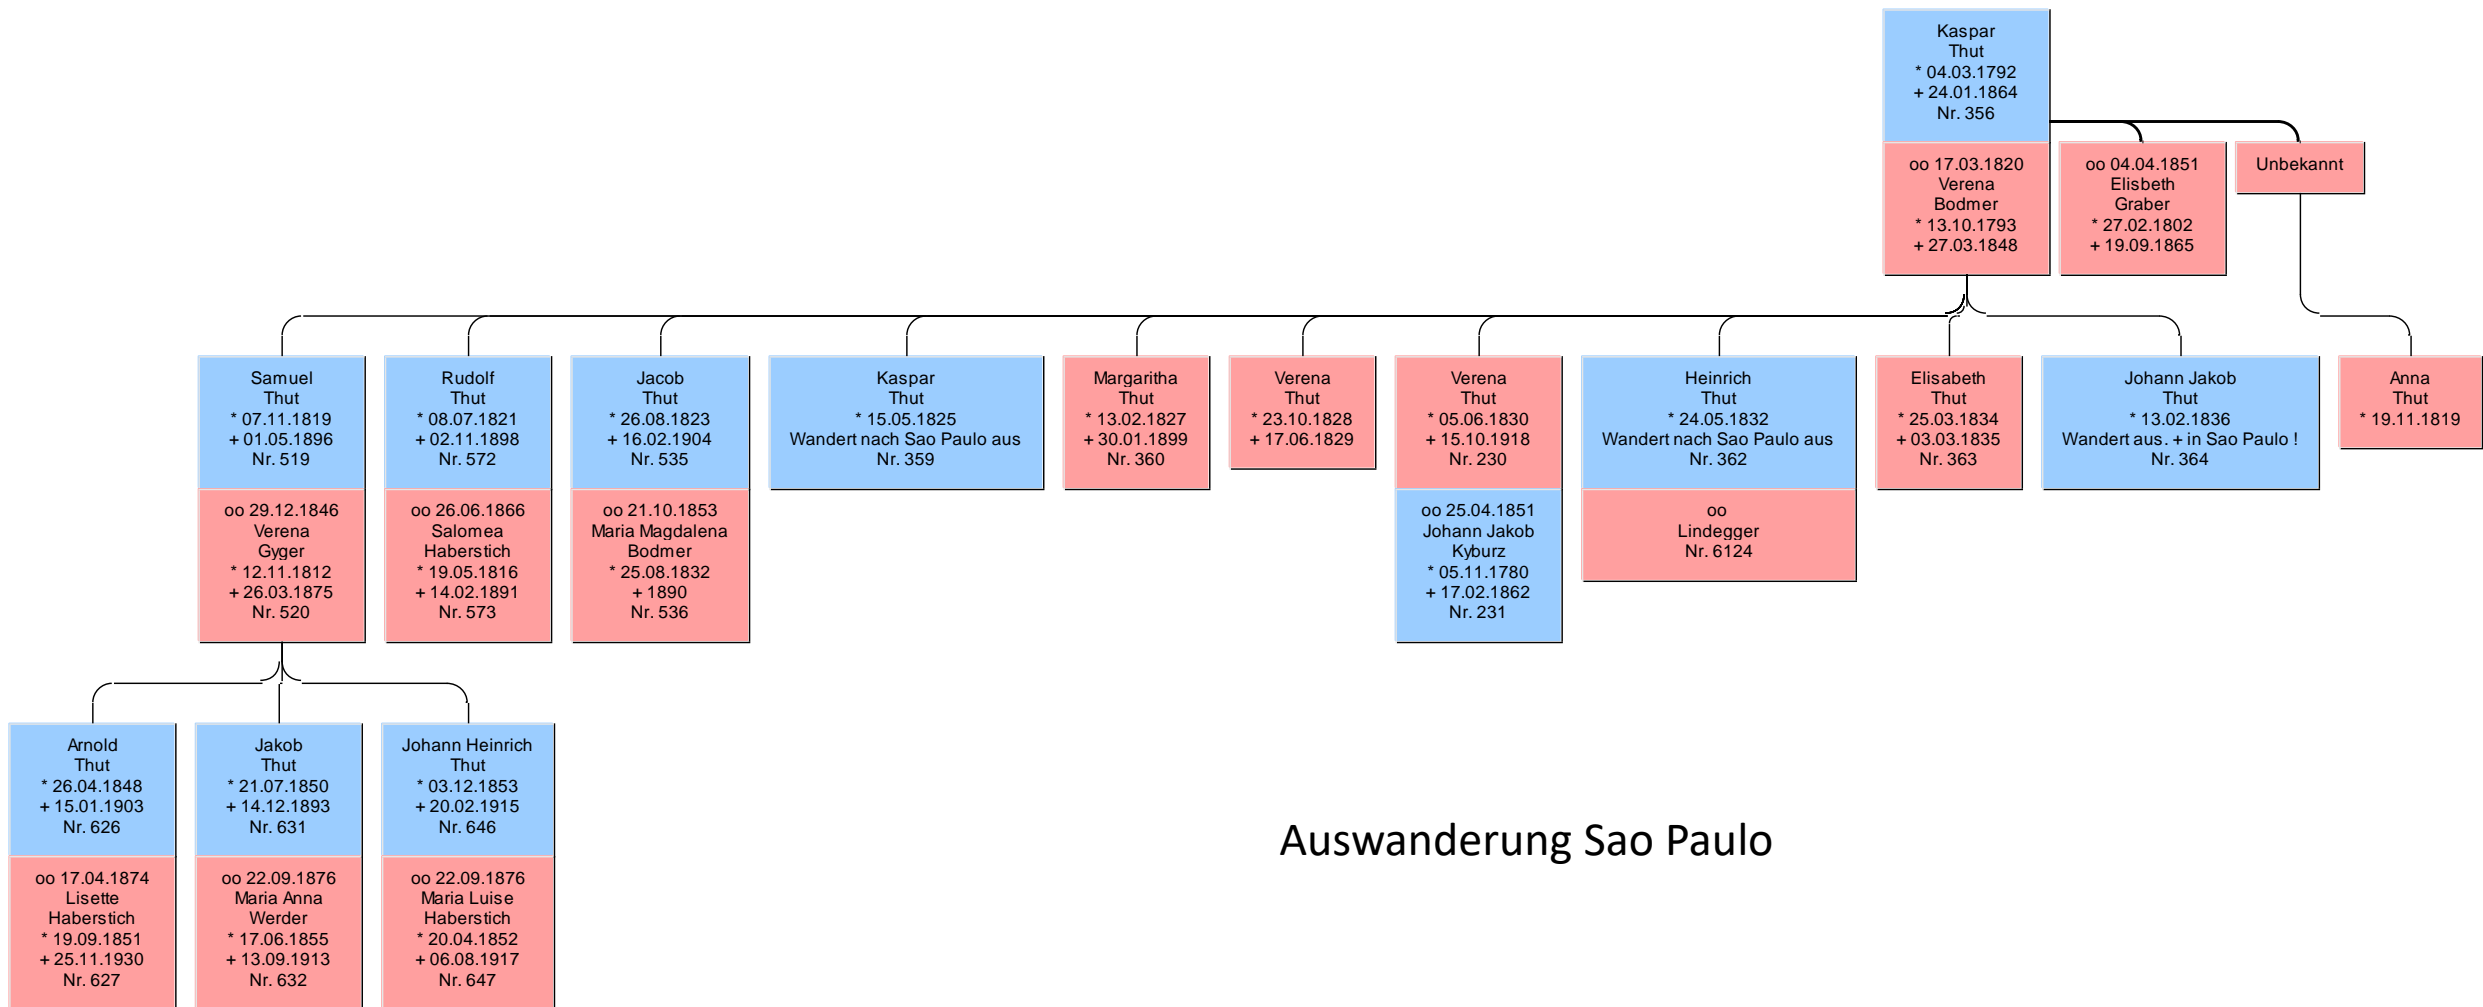 Kaspar
Thut
* 04.03.1792
+ 24.01.1864
Nr. 356
oo 17.03.1820
Verena
Bodmer
* 13.10.1793
+ 27.03.1848
oo 04.04.1851
Elisbeth
Graber
* 27.02.1802
+ 19.09.1865
Unbekannt
Samuel
Thut
* 07.11.1819
+ 01.05.1896
Nr. 519
oo 29.12.1846
Verena
Gyger
* 12.11.1812
+ 26.03.1875
Nr. 520
Rudolf
Thut
* 08.07.1821
+ 02.11.1898
Nr. 572
oo 26.06.1866
Salomea
Haberstich
* 19.05.1816
+ 14.02.1891
Nr. 573
Jacob
Thut
* 26.08.1823
+ 16.02.1904
Nr. 535
oo 21.10.1853
Maria Magdalena
Bodmer
* 25.08.1832
+ 1890
Nr. 536
Kaspar
Thut
* 15.05.1825
Wandert nach Sao Paulo aus
Nr. 359
Margaritha
Thut
* 13.02.1827
+ 30.01.1899
Nr. 360
Verena
Thut
* 23.10.1828
+ 17.06.1829
Verena
Thut
* 05.06.1830
+ 15.10.1918
Nr. 230
oo 25.04.1851
Johann Jakob
Kyburz
* 05.11.1780
+ 17.02.1862
Nr. 231
Heinrich
Thut
* 24.05.1832
Wandert nach Sao Paulo aus
Nr. 362
oo
Lindegger
Nr. 6124
Elisabeth
Thut
* 25.03.1834
+ 03.03.1835
Nr. 363
Johann Jakob
Thut
* 13.02.1836
Wandert aus. + in Sao Paulo !
Nr. 364
Anna
Thut
* 19.11.1819
Arnold
Thut
* 26.04.1848
+ 15.01.1903
Nr. 626
oo 17.04.1874
Lisette
Haberstich
* 19.09.1851
+ 25.11.1930
Nr. 627
Jakob
Thut
* 21.07.1850
+ 14.12.1893
Nr. 631
oo 22.09.1876
Maria Anna
Werder
* 17.06.1855
+ 13.09.1913
Nr. 632
Johann Heinrich
Thut
* 03.12.1853
+ 20.02.1915
Nr. 646
oo 22.09.1876
Maria Luise
Haberstich
* 20.04.1852
+ 06.08.1917
Nr. 647
Auswanderung Sao Paulo